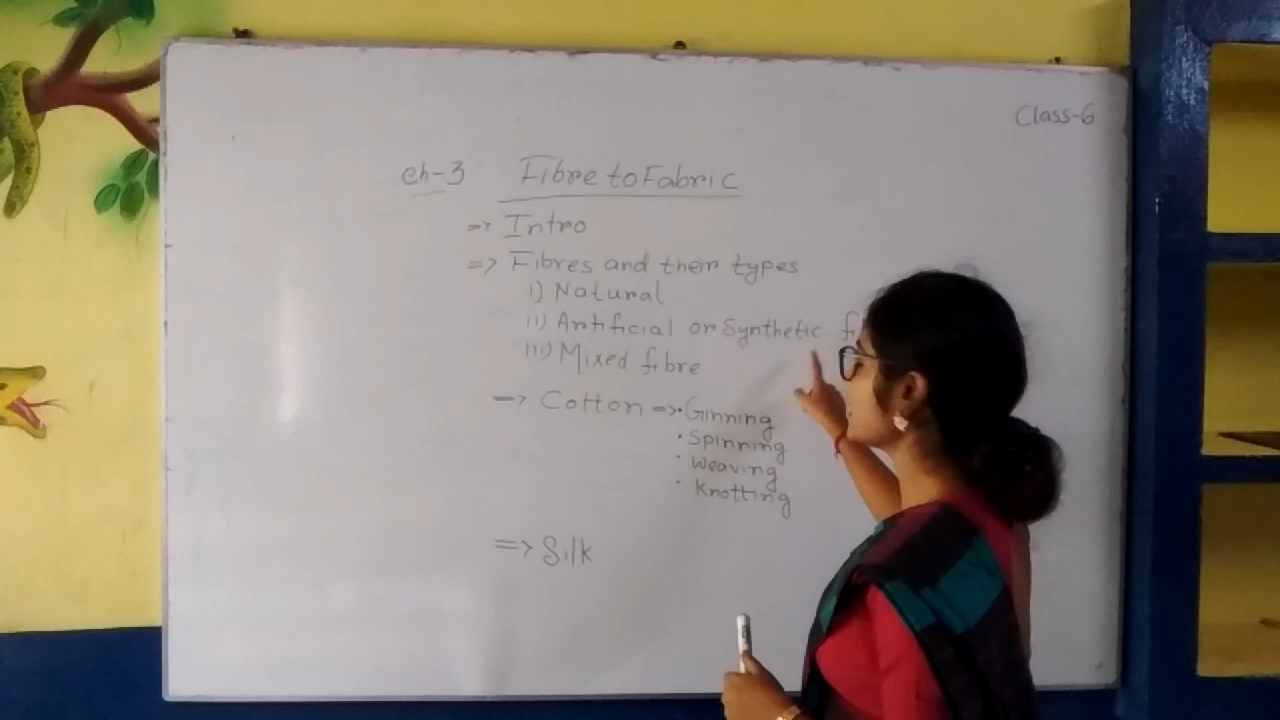 Class-6
ch-3 Fibre to Fabric
=> Intro
=> Fibres and their types
i) Natural
ii) Artificial or Synthetic
iii) Mixed fibre
=> Cotton => • Ginning
• Spinning
• Weaving
• Knotting
=> Silk